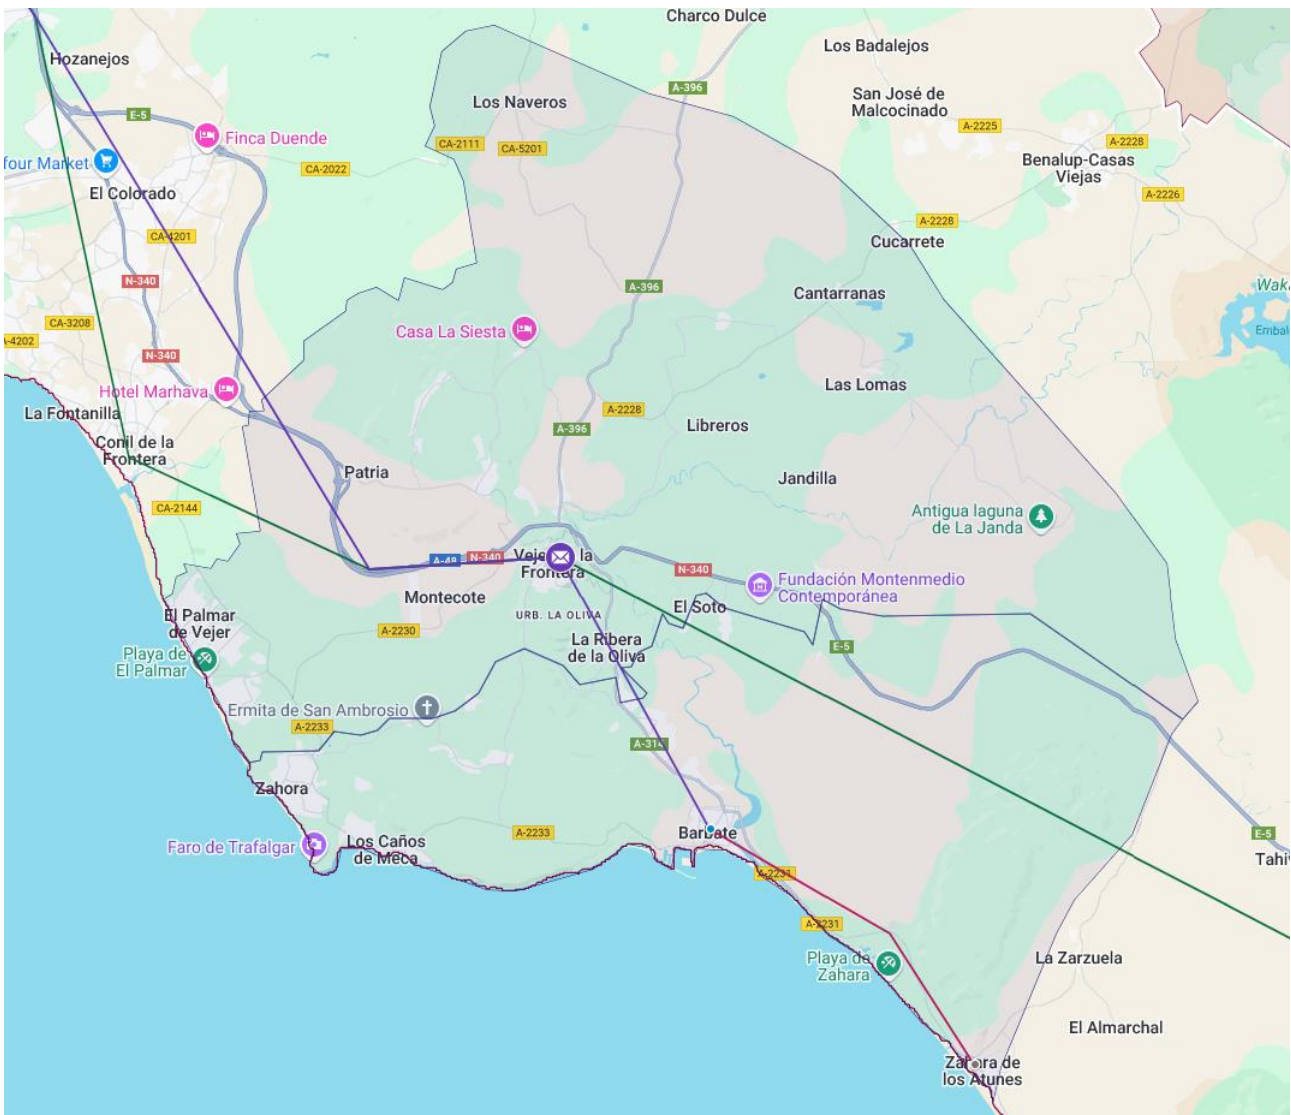 Charco Dulce
Hozanejos
Los Badalejos
A-396
Los Naveros
San José de
Malcocinado
E-5
A-2225
Finca Duende
CA-2111
CA-5201
A-2228
four Market
CA-2022
Benalup-Casas
Viejas
El Colorado
A-2226
A-2228
CA-4201
Cucarrete
N-340
A-396
Cantarranas
CA-3208
Casa La Siesta
Embal
A-4202
N-340
Hotel Marhava
Las Lomas
La Fontanilla
A-2228
Libreros
A-396
Conil de la
Frontera
Patria
Jandilla
CA-2144
Antigua laguna
de La Janda
A-48
N-340
la
Frontera
N-340
Fundación Montenmedio
Contemporánea
Montecote
El Soto
URB. LA OLIVA
El Palmar
de Vejer
A-2230
La Ribera
de la Oliva
E-5
Playa de
El Palmar
Ermita de San Ambrosio
A-2233
A-314
Zahora
Faro de Trafalgar
Los Caños
de Meca
A-2233
Barbate
E-5
A-2231
A-2231
Playa de
Zahara
La Zarzuela
El Almarchal
Zahara de
los Atunes